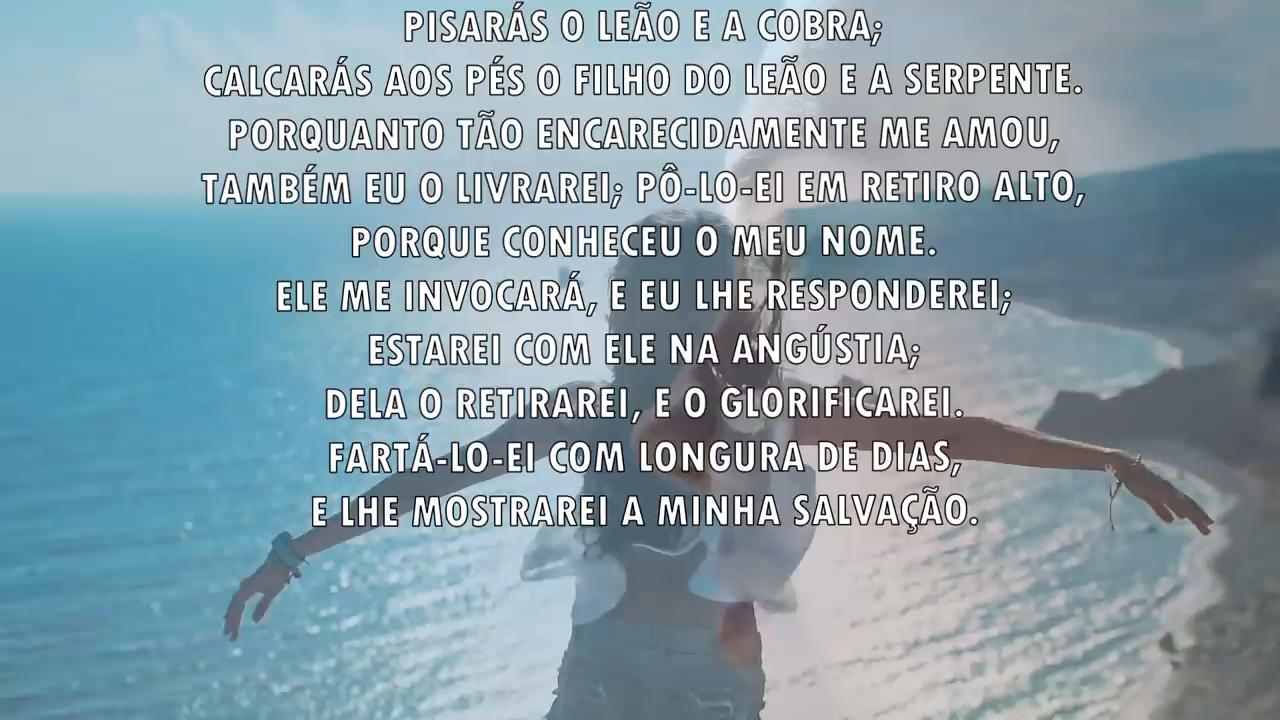 PISARÁS O LEÃO E A COBRA;
CALCARÁS AOS PÉS O FILHO DO LEÃO E A SERPENTE.
PORQUANTO TÃO ENCARECIDAMENTE ME AMOU,
TAMBÉM EU O LIVRAREI; PÔ-LO-EI EM RETIRO ALTO,
PORQUE CONHECEU O MEU NOME.
ELE ME INVOCARÁ, E EU LHE RESPONDEREI;
ESTAREI COM ELE NA ANGÚSTIA;
DELA O RETIRAREI, E O GLORIFICAREI.
FARTÁ-LO-EI COM LONGURA DE DIAS,
E LHE MOSTRAREI A MINHA SALVAÇÃO.